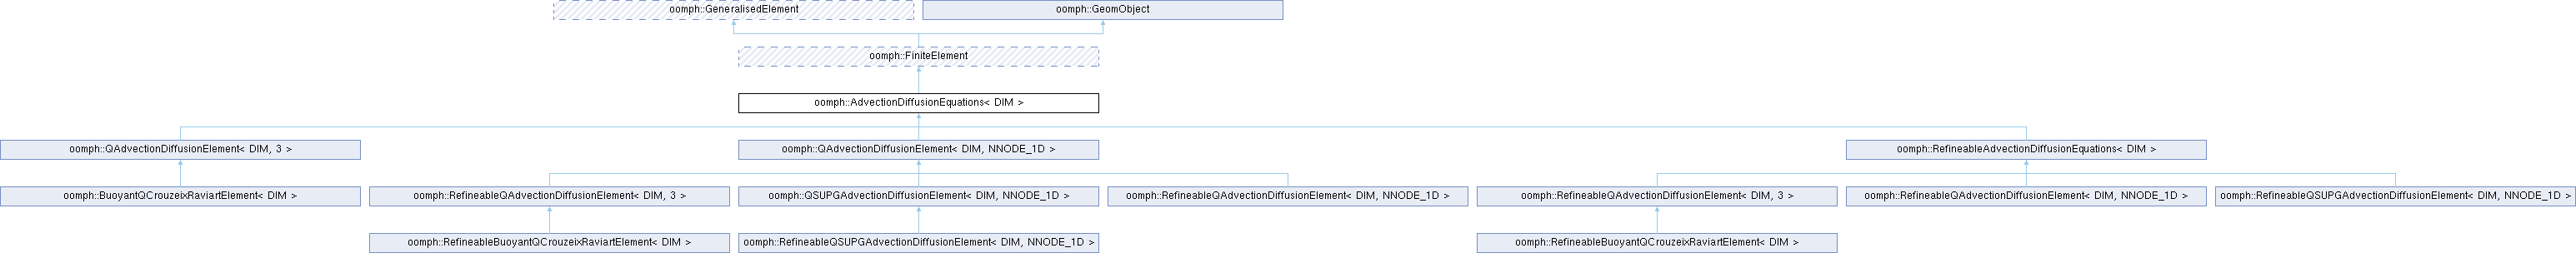 oomph::GeneralisedElement
oomph::GeomObject
oomph::FiniteElement
oomph::AdvectionDiffusionEquations< DIM >
oomph::QAdvectionDiffusionElement< DIM, 3 >
oomph::QAdvectionDiffusionElement< DIM, NNODE_1D >
oomph::RefineableAdvectionDiffusionEquations< DIM >
oomph::BuoyantQCrouzeixRaviartElement< DIM >
oomph::RefineableQAdvectionDiffusionElement< DIM, 3 >
oomph::QSUPGAdvectionDiffusionElement< DIM, NNODE_1D >
oomph::RefineableQAdvectionDiffusionElement< DIM, NNODE_1D >
oomph::RefineableQAdvectionDiffusionElement< DIM, 3 >
oomph::RefineableQAdvectionDiffusionElement< DIM, NNODE_1D >
oomph::RefineableQSUPGAdvectionDiffusionElement< DIM, NNODE_1D >
oomph::RefineableBuoyantQCrouzeixRaviartElement< DIM >
oomph::RefineableQSUPGAdvectionDiffusionElement< DIM, NNODE_1D >
oomph::RefineableBuoyantQCrouzeixRaviartElement< DIM >